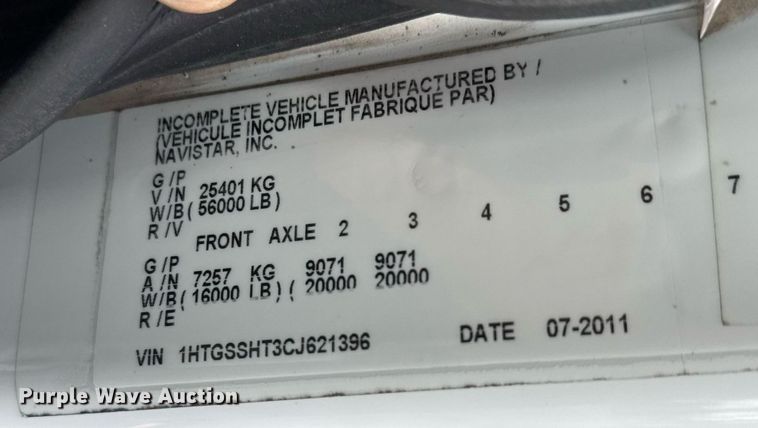 INCOMPLETE VEHICLE MANUFACTURED BY /
(VEHICULE INCOMPLET FABRIQUE PAR)
NAVISTAR, INC.
G /P
V /N 25401 KG
W/B ( 56000 LB )
R /V
FRONT AXLE 2 3 4 5 6 7
G /P
A /N 7257 KG 9071 9071
W/B ( 16000 LB ) ( 20000 20000
R /E
VIN 1HTGSSHT3CJ621396 DATE 07-2011
Purple Wave Auction